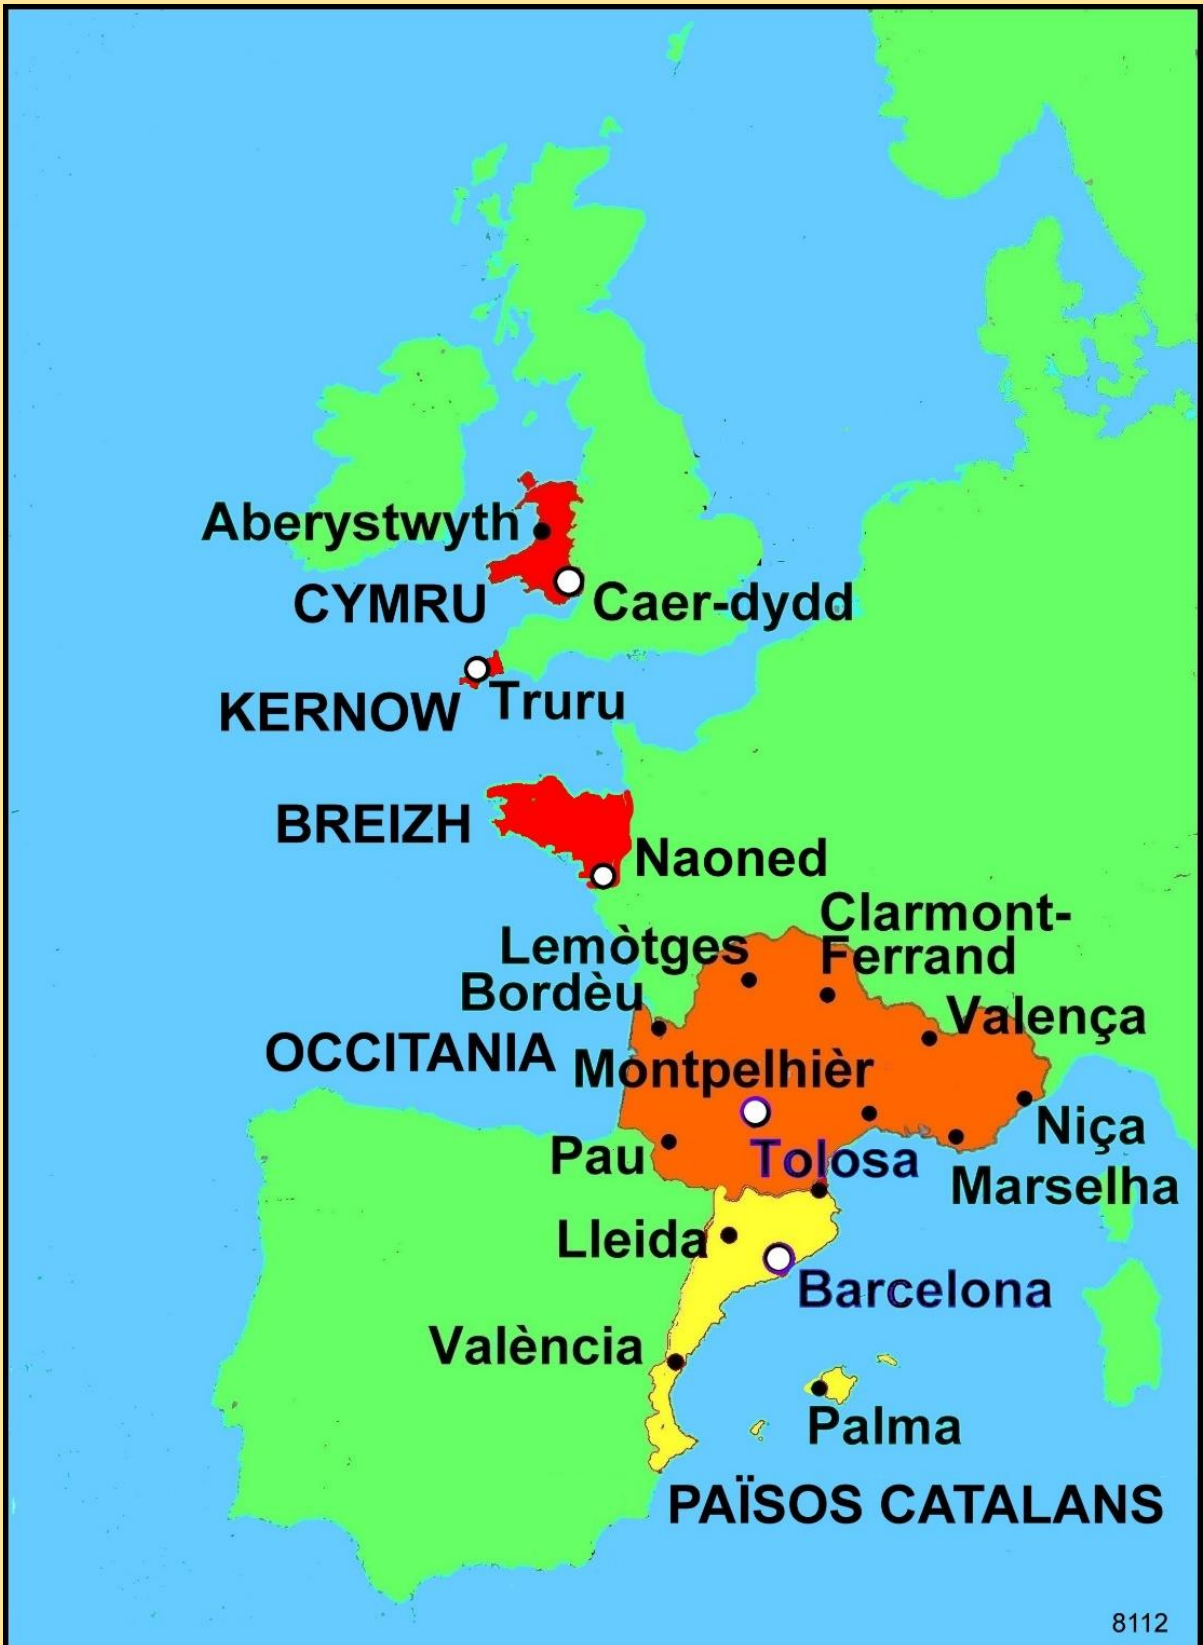 Aberystwyth
CYMRU
Caer-dydd
KERNOW
Truru
BREIZH
Naoned
Clarmont-
Ferrand
Lemòtges
Bordèu
Valença
OCCITANIA
Montpelhièr
Niça
Pau
Tolosa
Marselha
Lleida
Barcelona
València
Palma
PAÏSOS CATALANS
8112